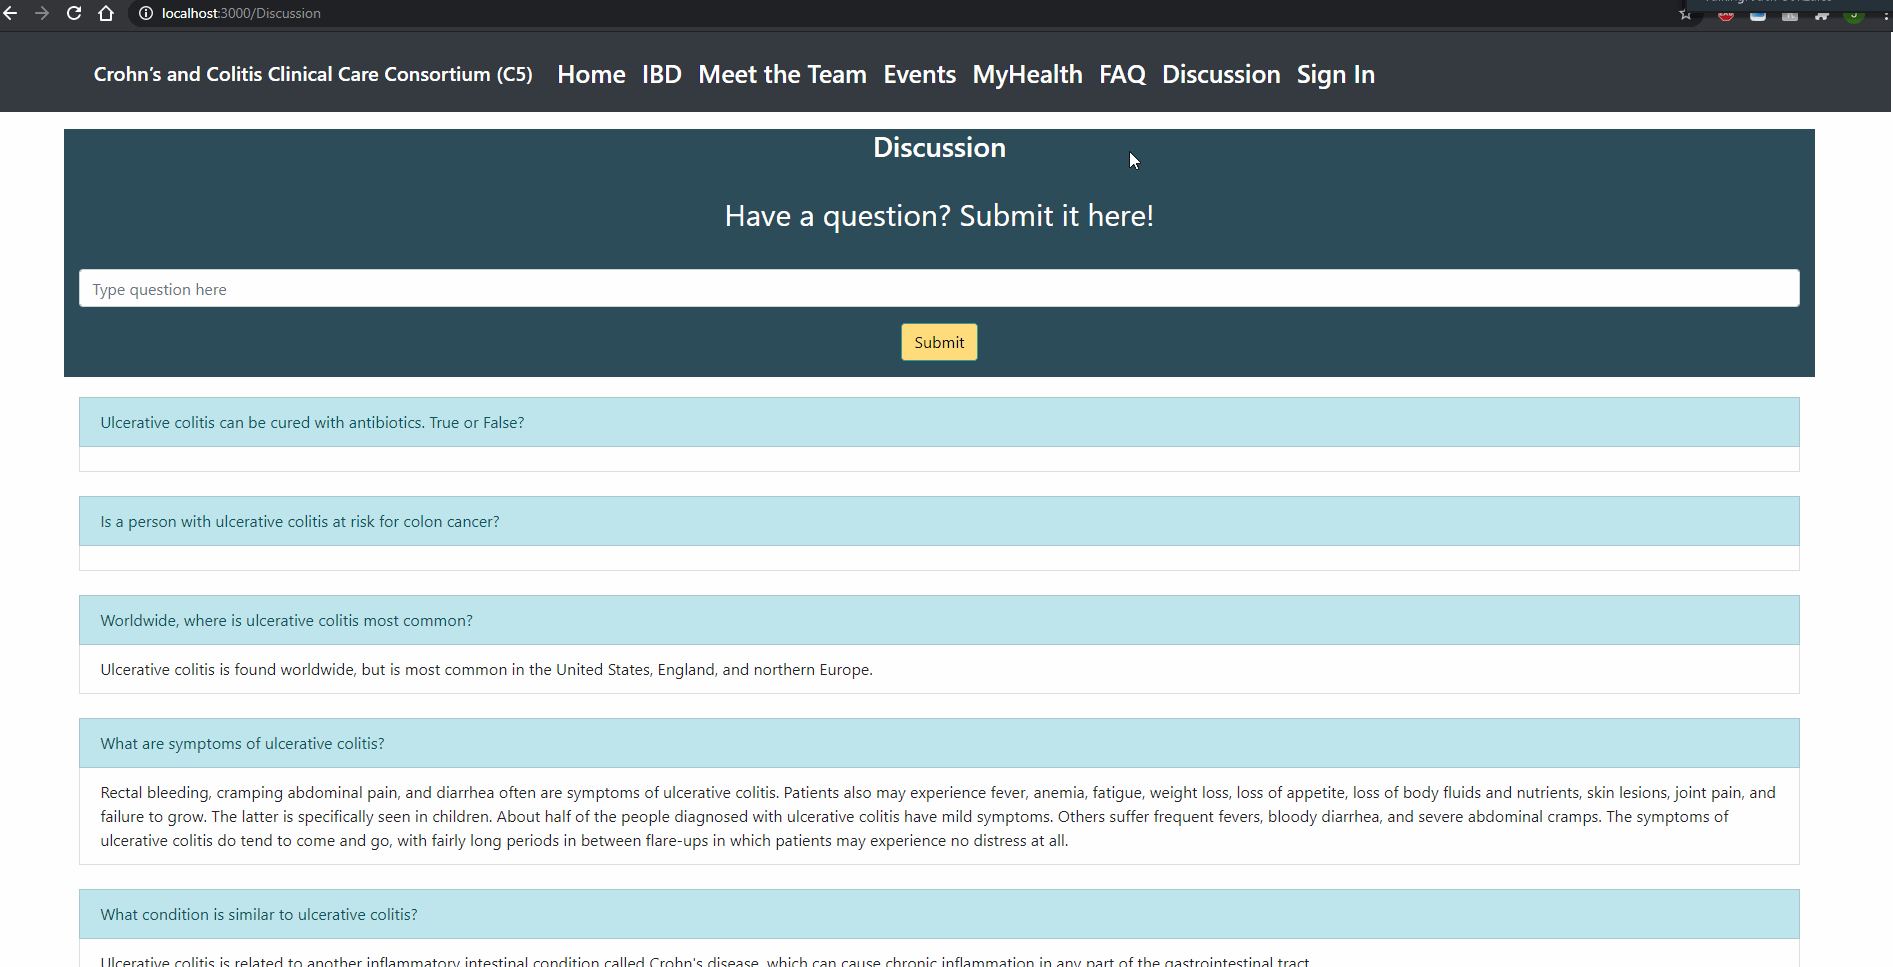 localhost:3000/Discussion
Crohn’s and Colitis Clinical Care Consortium (C5) Home IBD Meet the Team Events MyHealth FAQ Discussion Sign In
Discussion
Have a question? Submit it here!
Type question here
Submit
Ulcerative colitis can be cured with antibiotics. True or False?
Is a person with ulcerative colitis at risk for colon cancer?
Worldwide, where is ulcerative colitis most common?
Ulcerative colitis is found worldwide, but is most common in the United States, England, and northern Europe.
What are symptoms of ulcerative colitis?
Rectal bleeding, cramping abdominal pain, and diarrhea often are symptoms of ulcerative colitis. Patients also may experience fever, anemia, fatigue, weight loss, loss of appetite, loss of body fluids and nutrients, skin lesions, joint pain, and
failure to grow. The latter is specifically seen in children. About half of the people diagnosed with ulcerative colitis have mild symptoms. Others suffer frequent fevers, bloody diarrhea, and severe abdominal cramps. The symptoms of
ulcerative colitis do tend to come and go, with fairly long periods in between flare-ups in which patients may experience no distress at all.
What condition is similar to ulcerative colitis?
Ulcerative colitis is related to another inflammatory intestinal condition called Crohn's disease, which can cause chronic inflammation in any part of the gastrointestinal tract.